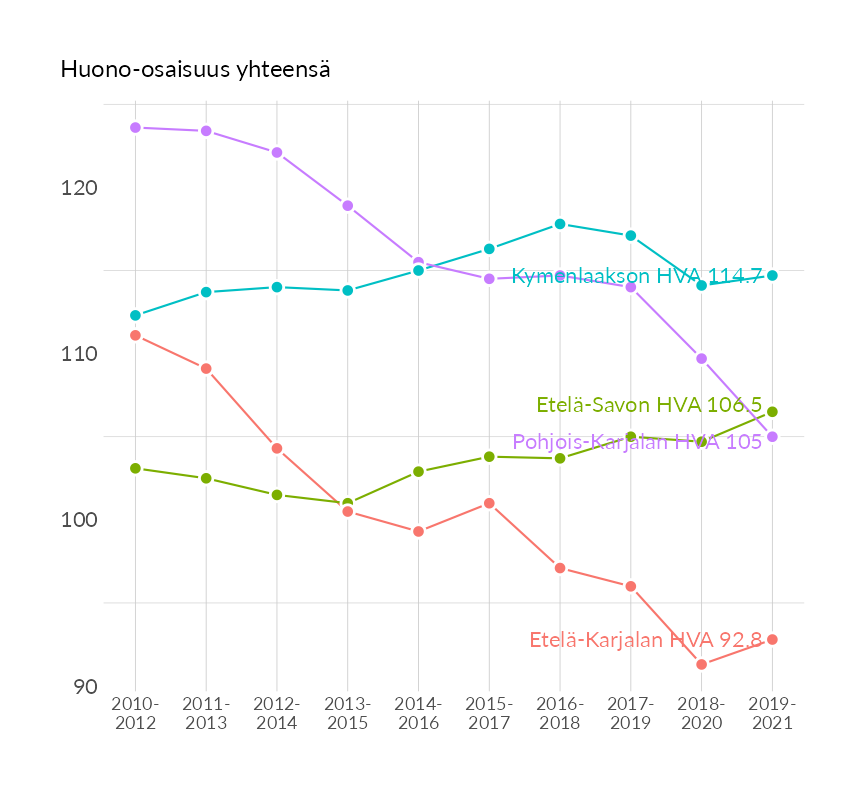 Huono-osaisuus yhteensä
120
Kymenlaakson HVA 114.7
110
Etelä-Savon HVA 106.5
Pohjois-Karjalan HVA 105
100
Etelä-Karjalan HVA 92.8
90
2010- 2011- 2012- 2013- 2014- 2015- 2016- 2017- 2018- 2019-
2012 2013 2014 2015 2016 2017 2018 2019 2020 2021